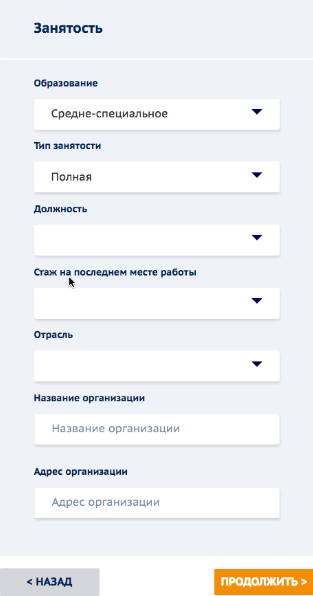 Занятость
Образование
Средне-специальное
Тип занятости
Полная
Должность
Стаж на последнем месте работы
Отрасль
Название организации
Название организации
Адрес организации
Адрес организации
< НАЗАД
ПРОДОЛЖИТЬ >